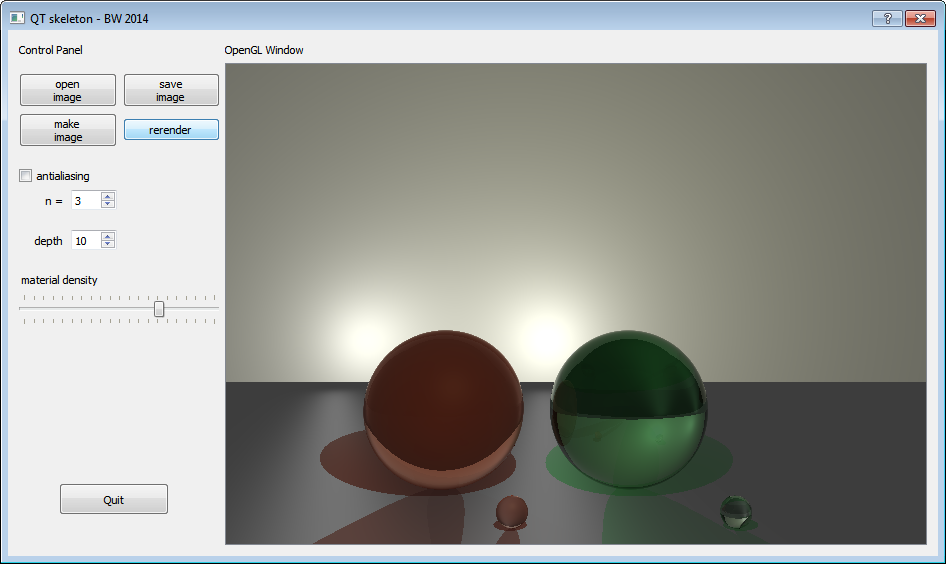 QT skeleton - BW 2014
Control Panel
OpenGL Window
open
image
save
image
make
image
rerender
antialiasing
n = 3
depth 10
material density
Quit